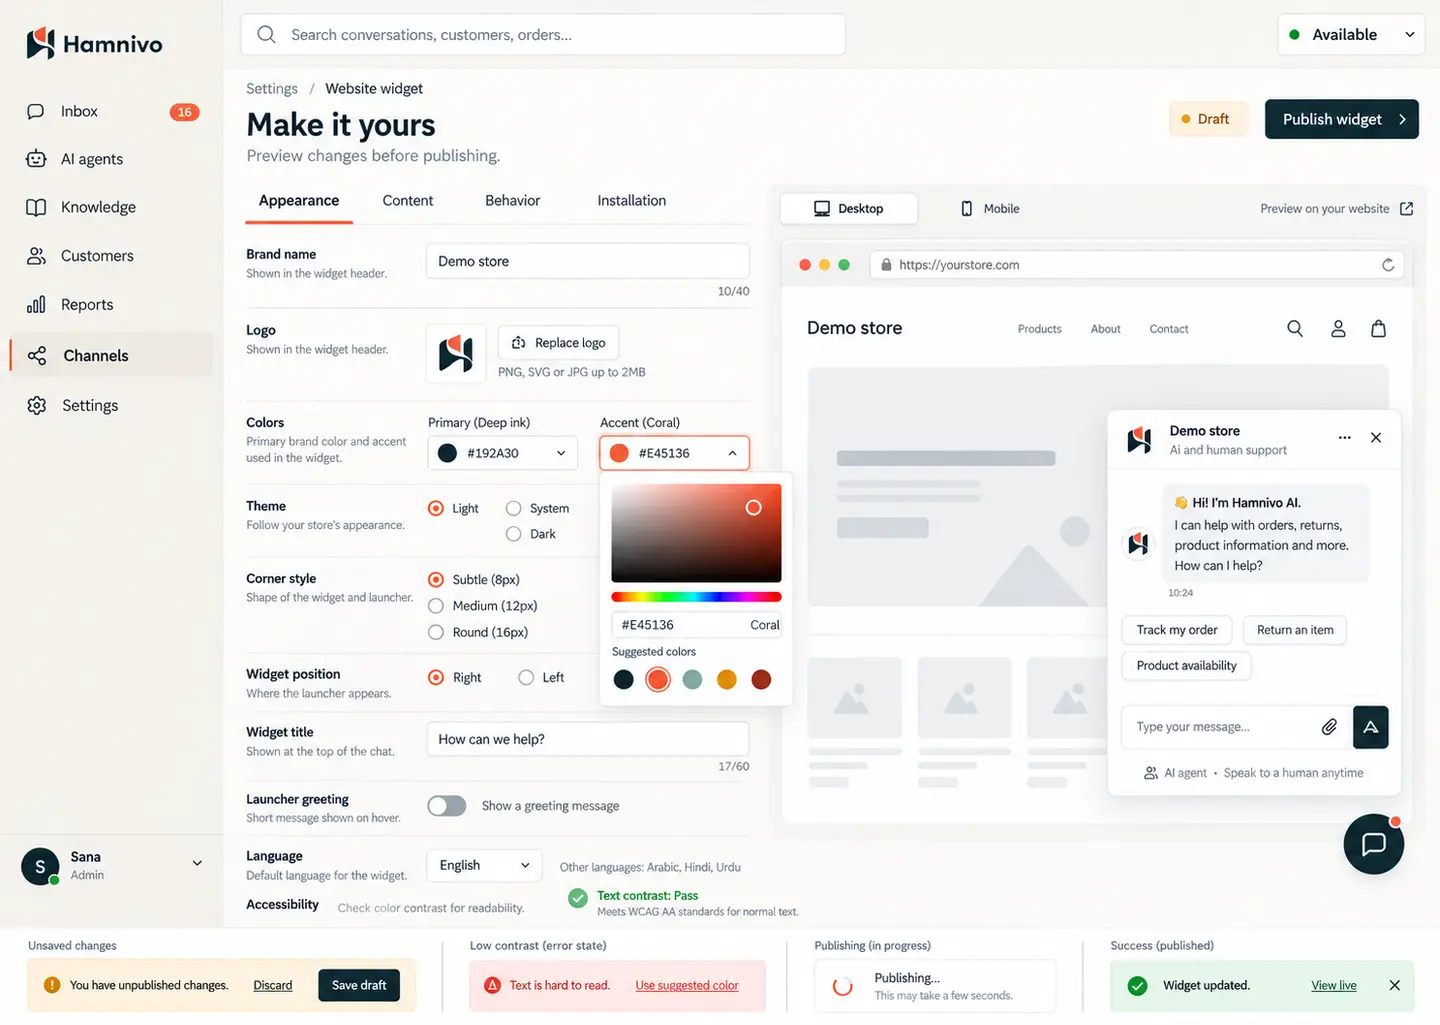 Hamnivo
Search conversations, customers, orders...
Available
Inbox
16
AI agents
Knowledge
Customers
Reports
Channels
Settings
S
Sana
Admin
Settings / Website widget
Make it yours
Preview changes before publishing.
Draft
Publish widget
Appearance
Content
Behavior
Installation
Brand name
Shown in the widget header.
Demo store
10/40
Logo
Shown in the widget header.
Replace logo
PNG, SVG or JPG up to 2MB
Colors
Primary brand color and accent
used in the widget.
Primary (Deep ink)
#192A30
Accent (Coral)
#E45136
#E45136
Coral
Suggested colors
Theme
Follow your store's appearance.
Light
System
Dark
Corner style
Shape of the widget and launcher.
Subtle (8px)
Medium (12px)
Round (16px)
Widget position
Where the launcher appears.
Right
Left
Widget title
Shown at the top of the chat.
How can we help?
17/60
Launcher greeting
Short message shown on hover.
Show a greeting message
Language
Default language for the widget.
English
Other languages: Arabic, Hindi, Urdu
Accessibility
Check color contrast for readability.
Text contrast: Pass
Meets WCAG AA standards for normal text.
Desktop
Mobile
Preview on your website
https://yourstore.com
Demo store
Products
About
Contact
Demo store
Ai and human support
👋 Hi! I'm Hamnivo AI.
I can help with orders, returns,
product information and more.
How can I help?
10:24
Track my order
Return an item
Product availability
Type your message...
AI agent • Speak to a human anytime
Unsaved changes
You have unpublished changes.
Discard
Save draft
Low contrast (error state)
Text is hard to read.
Use suggested color
Publishing (in progress)
Publishing...
This may take a few seconds.
Success (published)
Widget updated.
View live